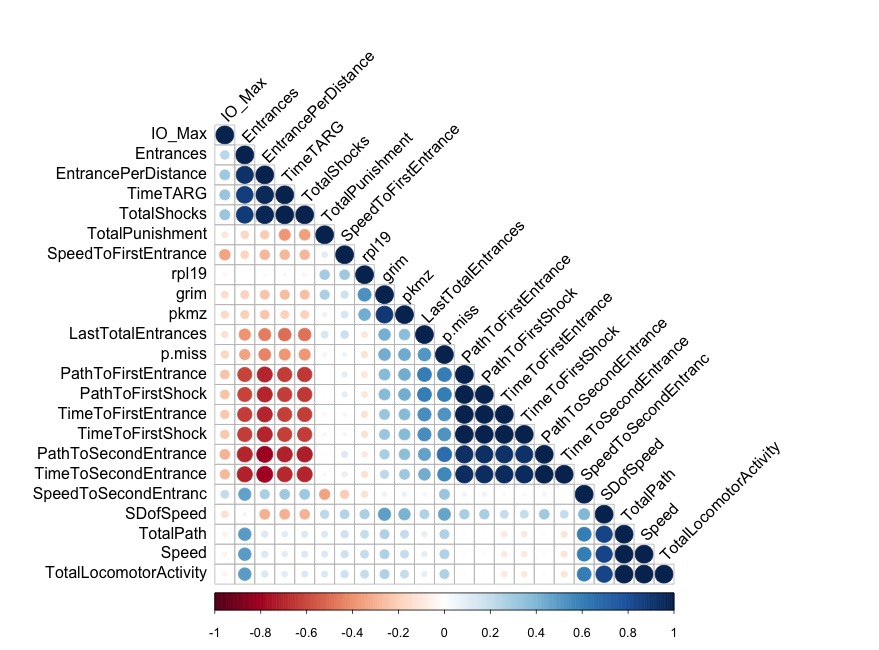 IO_Max
Entrances
EntrancePerDistance
TimeTARG
TotalShocks
TotalPunishment
SpeedToFirstEntrance
rpl19
grim
pkmz
LastTotalEntrances
p.miss
PathToFirstEntrance
PathToFirstShock
TimeToFirstEntrance
TimeToFirstShock
PathToSecondEntrance
TimeToSecondEntrance
SpeedToSecondEntranc
SDofSpeed
TotalPath
Speed
TotalLocomotorActivity
IO_Max
Entrances
EntrancePerDistance
TimeTARG
TotalShocks
TotalPunishment
SpeedToFirstEntrance
rpl19
grim
pkmz
LastTotalEntrances
p.miss
PathToFirstEntrance
PathToFirstShock
TimeToFirstEntrance
TimeToFirstShock
PathToSecondEntrance
TimeToSecondEntrance
SpeedToSecondEntranc
SDofSpeed
TotalPath
Speed
TotalLocomotorActivity
-1 -0.8 -0.6 -0.4 -0.2 0 0.2 0.4 0.6 0.8 1